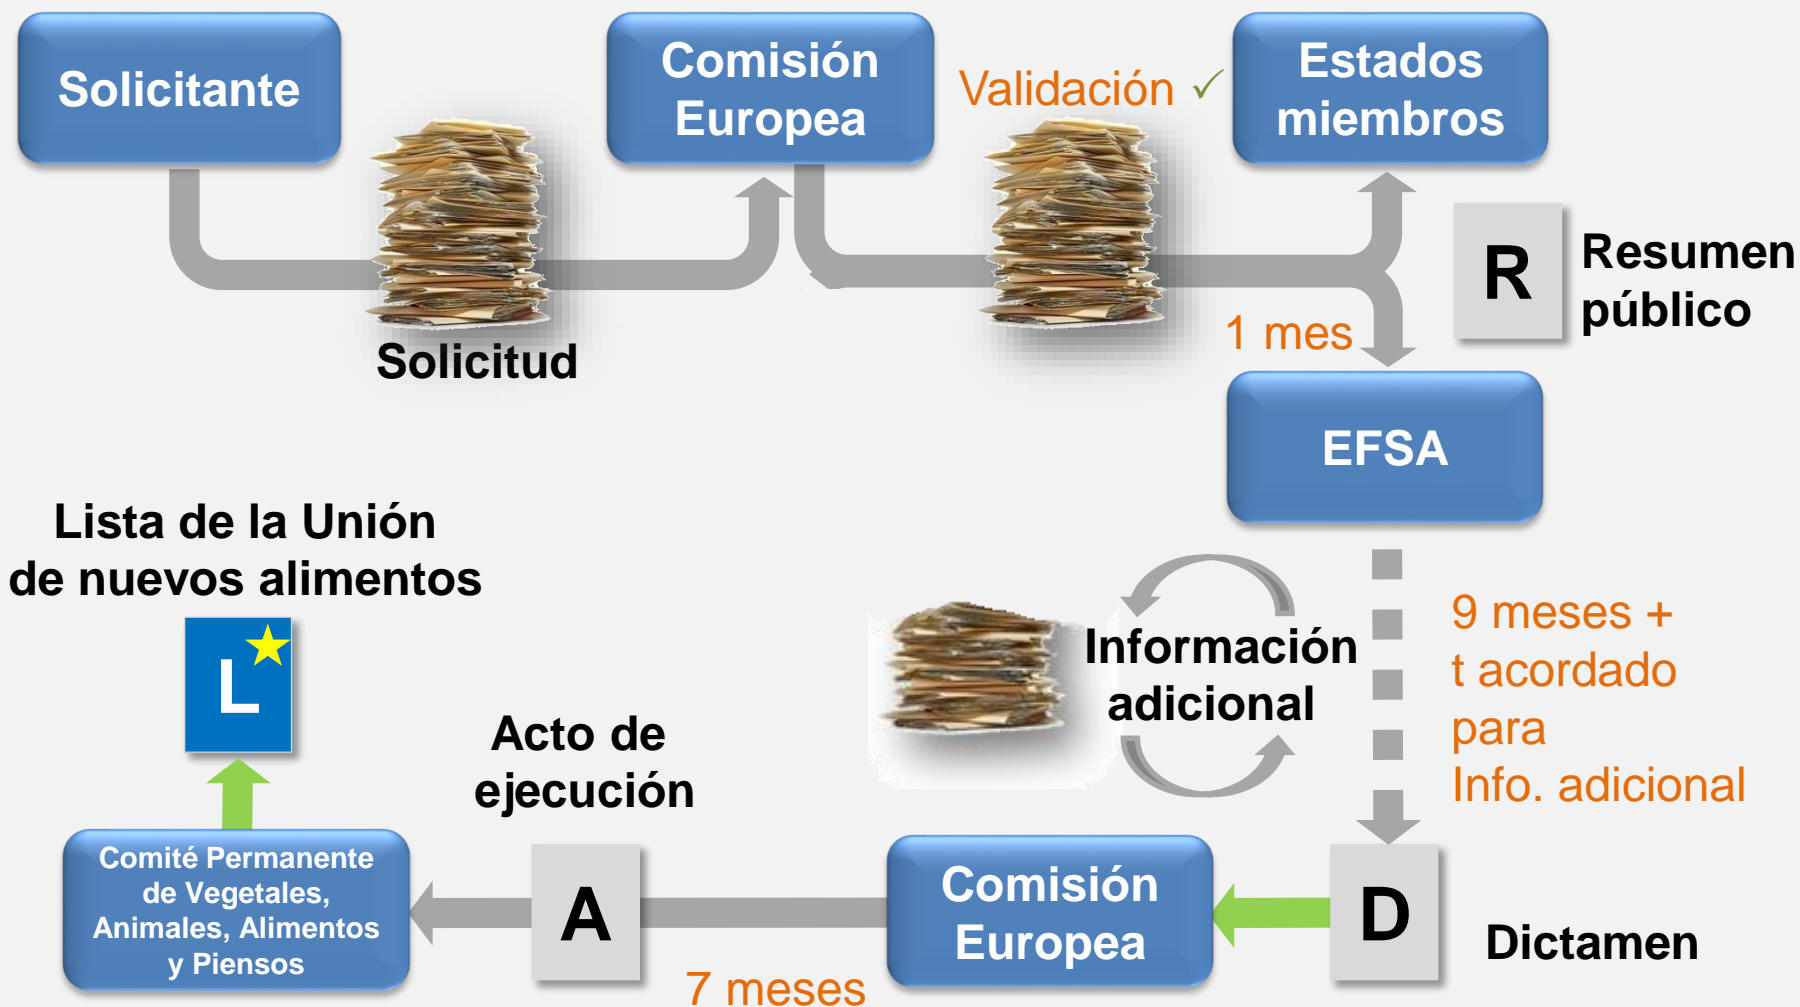 Solicitante
Comisión
Europea
Validación ✓
Estados
miembros
Solicitud
1 mes
R
Resumen
público
EFSA
Lista de la Unión
de nuevos alimentos
L
Información
adicional
9 meses +
t acordado
para
Info. adicional
Acto de
ejecución
Comité Permanente
de Vegetales,
Animales, Alimentos
y Piensos
A
7 meses
Comisión
Europea
D
Dictamen